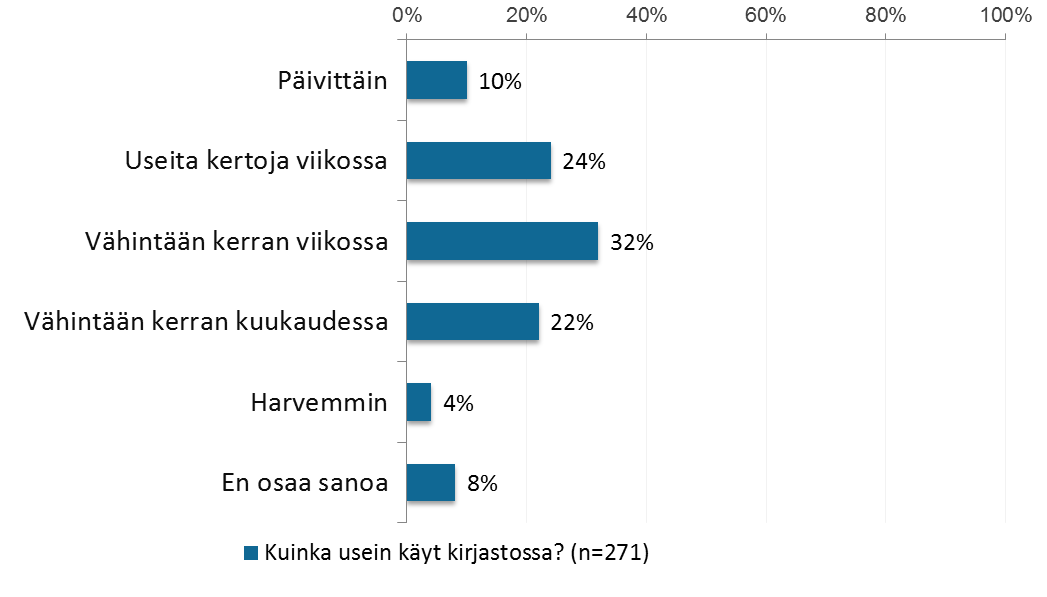 0% 20% 40% 60% 80% 100%
Päivittäin 10%
Useita kertoja viikossa 24%
Vähintään kerran viikossa 32%
Vähintään kerran kuukaudessa 22%
Harvemmin 4%
En osaa sanoa 8%
Kuinka usein käyt kirjastossa? (n=271)